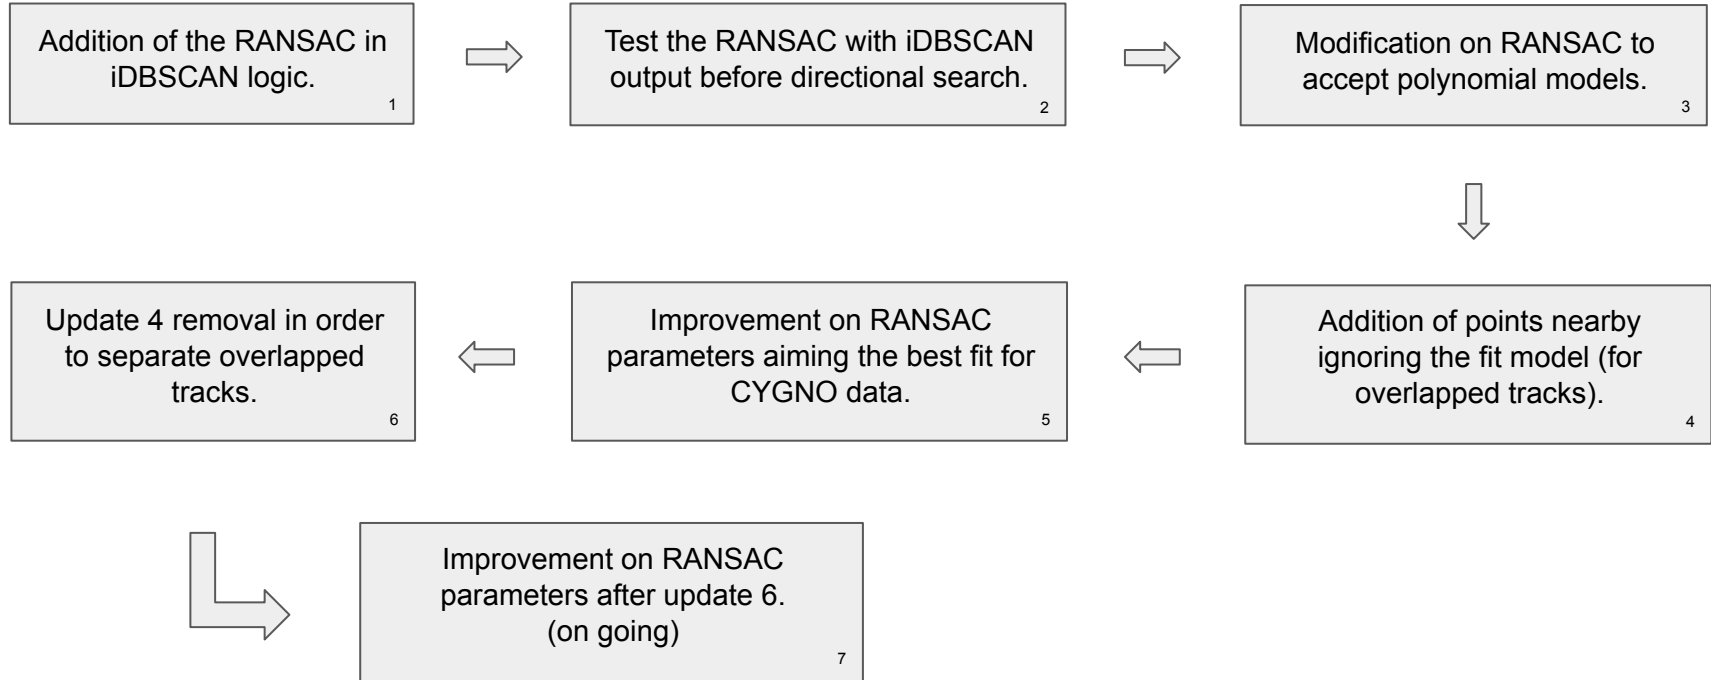 Addition of the RANSAC in
iDBSCAN logic.
1
Test the RANSAC with iDBSCAN
output before directional search.
2
Modification on RANSAC to
accept polynomial models.
3
Addition of points nearby
ignoring the fit model (for
overlapped tracks).
4
Improvement on RANSAC
parameters aiming the best fit for
CYGNO data.
5
Update 4 removal in order
to separate overlapped
tracks.
6
Improvement on RANSAC
parameters after update 6.
(on going)
7